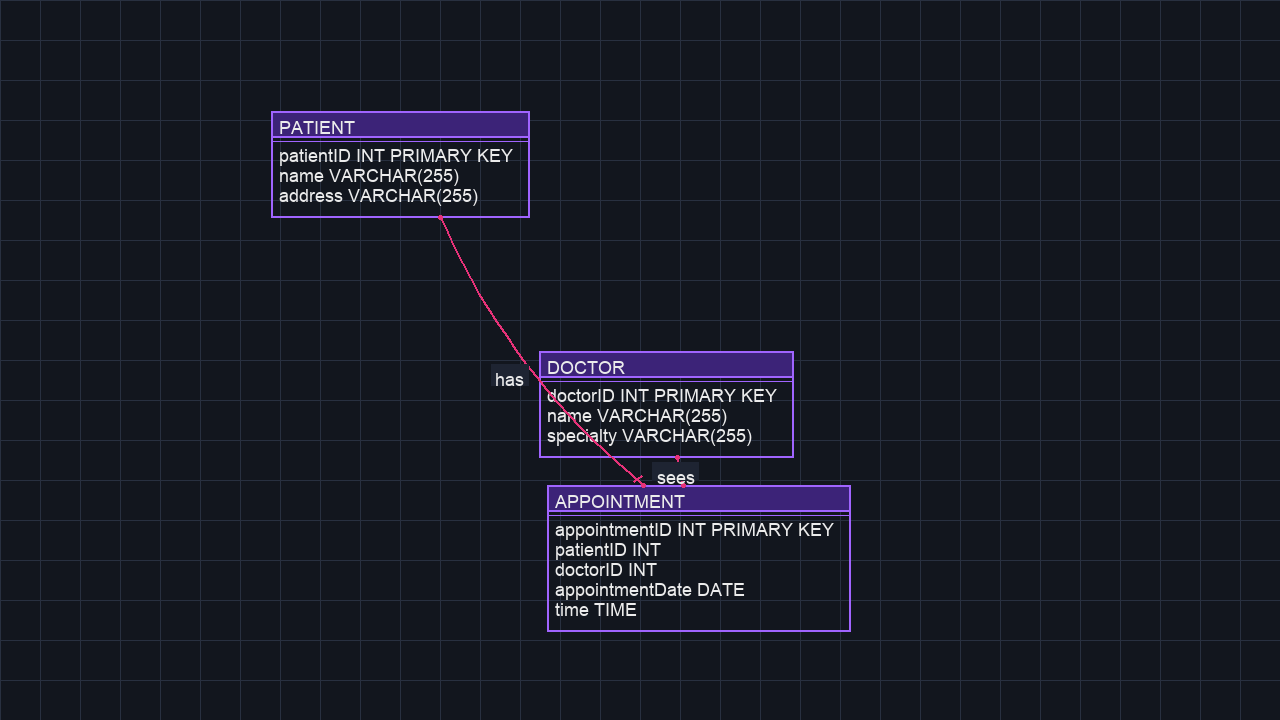 PATIENT
patientID INT PRIMARY KEY
name VARCHAR(255)
address VARCHAR(255)
has
DOCTOR
doctorID INT PRIMARY KEY
name VARCHAR(255)
specialty VARCHAR(255)
sees
APPOINTMENT
appointmentID INT PRIMARY KEY
patientID INT
doctorID INT
appointmentDate DATE
time TIME